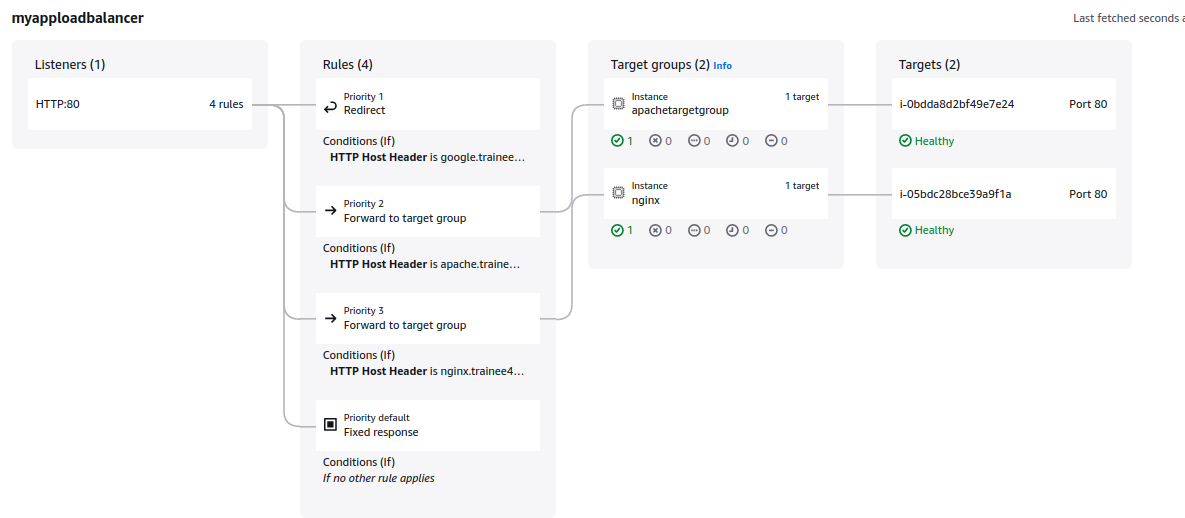 myapploadbalancer
Last fetched seconds a
Listeners (1)
HTTP:80 4 rules
Rules (4)
Priority 1
Redirect
Conditions (If)
HTTP Host Header is google.trainee…
Priority 2
Forward to target group
Conditions (If)
HTTP Host Header is apache.traine…
Priority 3
Forward to target group
Conditions (If)
HTTP Host Header is nginx.trainee4…
Priority default
Fixed response
Conditions (If)
If no other rule applies
Target groups (2) Info
Instance 1 target
apachetargetgroup
1 0 0 0 0
Instance 1 target
nginx
1 0 0 0 0
Targets (2)
i-0bdda8d2bf49e7e24 Port 80
Healthy
i-05bdc28bce39a9f1a Port 80
Healthy